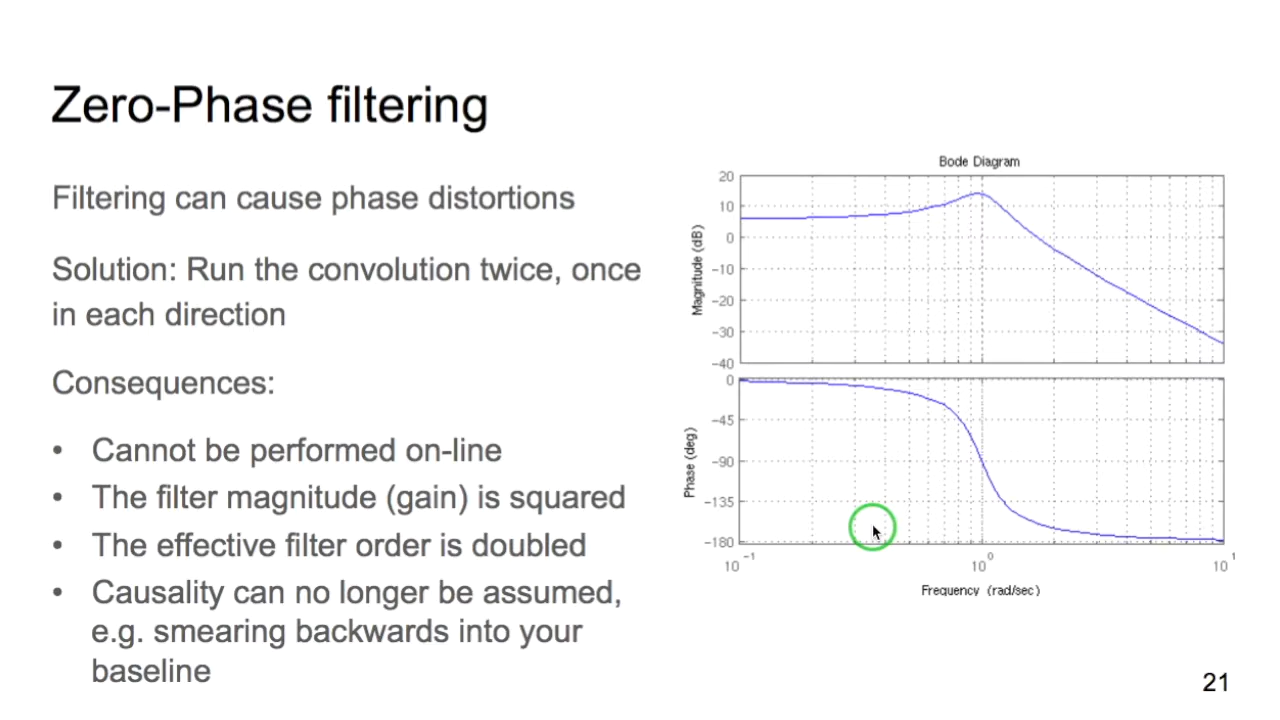 Zero-Phase filtering
Filtering can cause phase distortions
Solution: Run the convolution twice, once
in each direction
Consequences:
• Cannot be performed on-line
• The filter magnitude (gain) is squared
• The effective filter order is doubled
• Causality can no longer be assumed,
e.g. smearing backwards into your
baseline
Bode Diagram
Magnitude (dB)
20
10
0
−10
−20
−30
−40
Phase (deg)
0
−45
−90
−135
−180
10⁻¹ 10⁰ 10¹
Frequency (rad/sec)
21